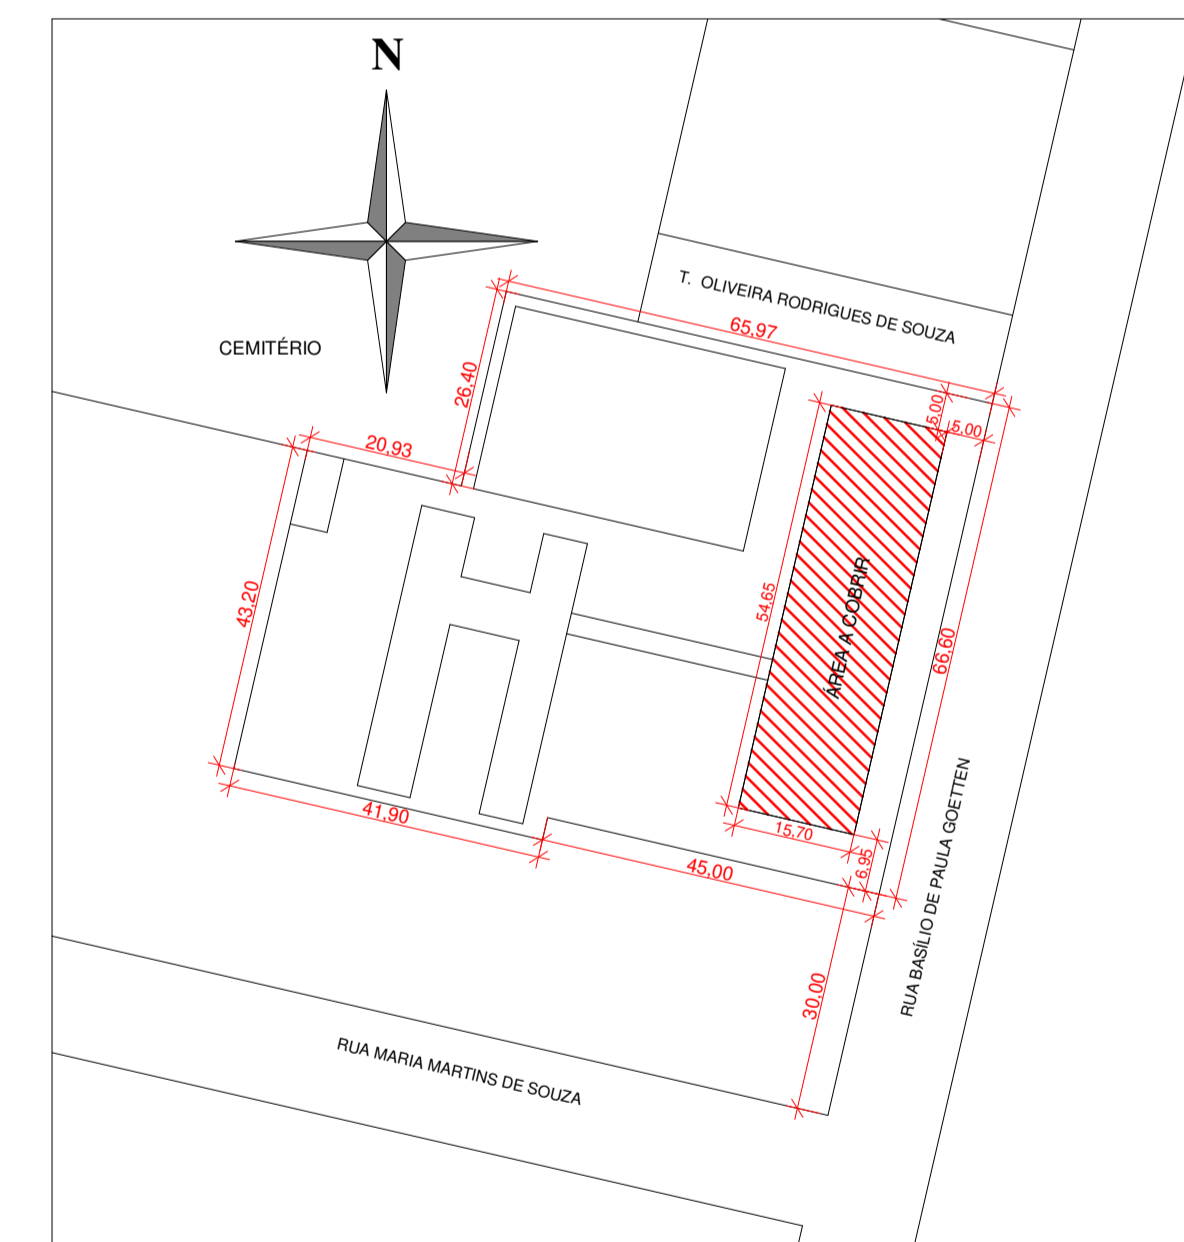 N
T. OLIVEIRA RODRIGUES DE SOUZA
65,97
CEMITÉRIO
26,40
5.00
5.00
20,93
54.65
ÁREA A COBRIR
43,20
66,60
41,90
15.70
6,95
45,00
RUA BASÍLIO DE PAULA GOETTEN
30,00
RUA MARIA MARTINS DE SOUZA